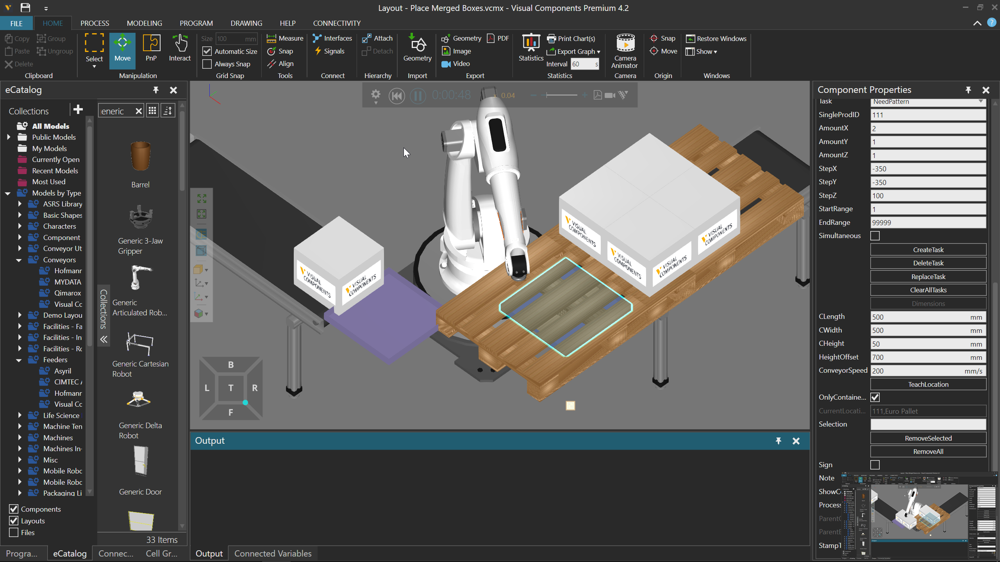 Layout - Place Merged Boxes.vcmx - Visual Components Premium 4.2
FILE HOME PROCESS MODELING PROGRAM DRAWING HELP CONNECTIVITY ?
Copy Group
Paste Ungroup
Delete
Clipboard
Select Move PnP Interact
Manipulation
Size 100 mm
Automatic Size
Always Snap
Grid Snap
Measure
Snap
Align
Tools
Interfaces
Signals
Connect
Attach
Detach
Hierarchy
Geometry
Import
Geometry PDF
Image
Video
Export
Statistics
Print Chart(s)
Export Graph
Interval 60 s
Statistics
Camera
Animator
Camera
Snap
Move
Origin
Restore Windows
Show
Windows
eCatalog
Collections
eneric
All Models
Public Models
My Models
Currently Open
Recent Models
Most Used
Models by Type
ASRS Library
Basic Shapes
Characters
Component
Conveyor Ut
Conveyors
Hofmanr
MYDATA
Qimarox
Visual Co
Demo Layou
Facilities - Fa
Facilities - In
Facilities - Ro
Feeders
Asyril
CIMTEC
Hofmanr
Visual Co
Life Science
Machine Ten
Machines
Machines In-
Misc
Mobile Robo
Mobile Robo
Packaging Li
Components
Layouts
Files
Collections
Barrel
Generic 3-Jaw
Gripper
Generic
Articulated Rob...
Generic Cartesian
Robot
Generic Delta
Robot
Generic Door
33 Items
Progra... eCatalog Connec... Cell Gr...
0:00:48 x 0.04
VISUAL
COMPONENTS
VISUAL
COMPONENTS
VISUAL
COMPONENTS
VISUAL
COMPONENTS
VISUAL
COMPONENTS
VISUAL
COMPONENTS
B
L T R
F
Output
Output Connected Variables
Component Properties
Task NeedPattern
SingleProdID 111
AmountX 2
AmountY 1
AmountZ 1
StepX -350
StepY -350
StepZ 100
StartRange 1
EndRange 99999
Simultaneous
CreateTask
DeleteTask
ReplaceTask
ClearAllTasks
Dimensions
CLength 500 mm
CWidth 500 mm
CHeight 50 mm
HeightOffset 700 mm
ConveyorSpeed 200 mm/s
TeachLocation
OnlyContaine...
CurrentLocati... 111,Euro Pallet
Selection
RemoveSelected
RemoveAll
Sign
Note
ShowCo
Process
ParentC
ParentE
StampT